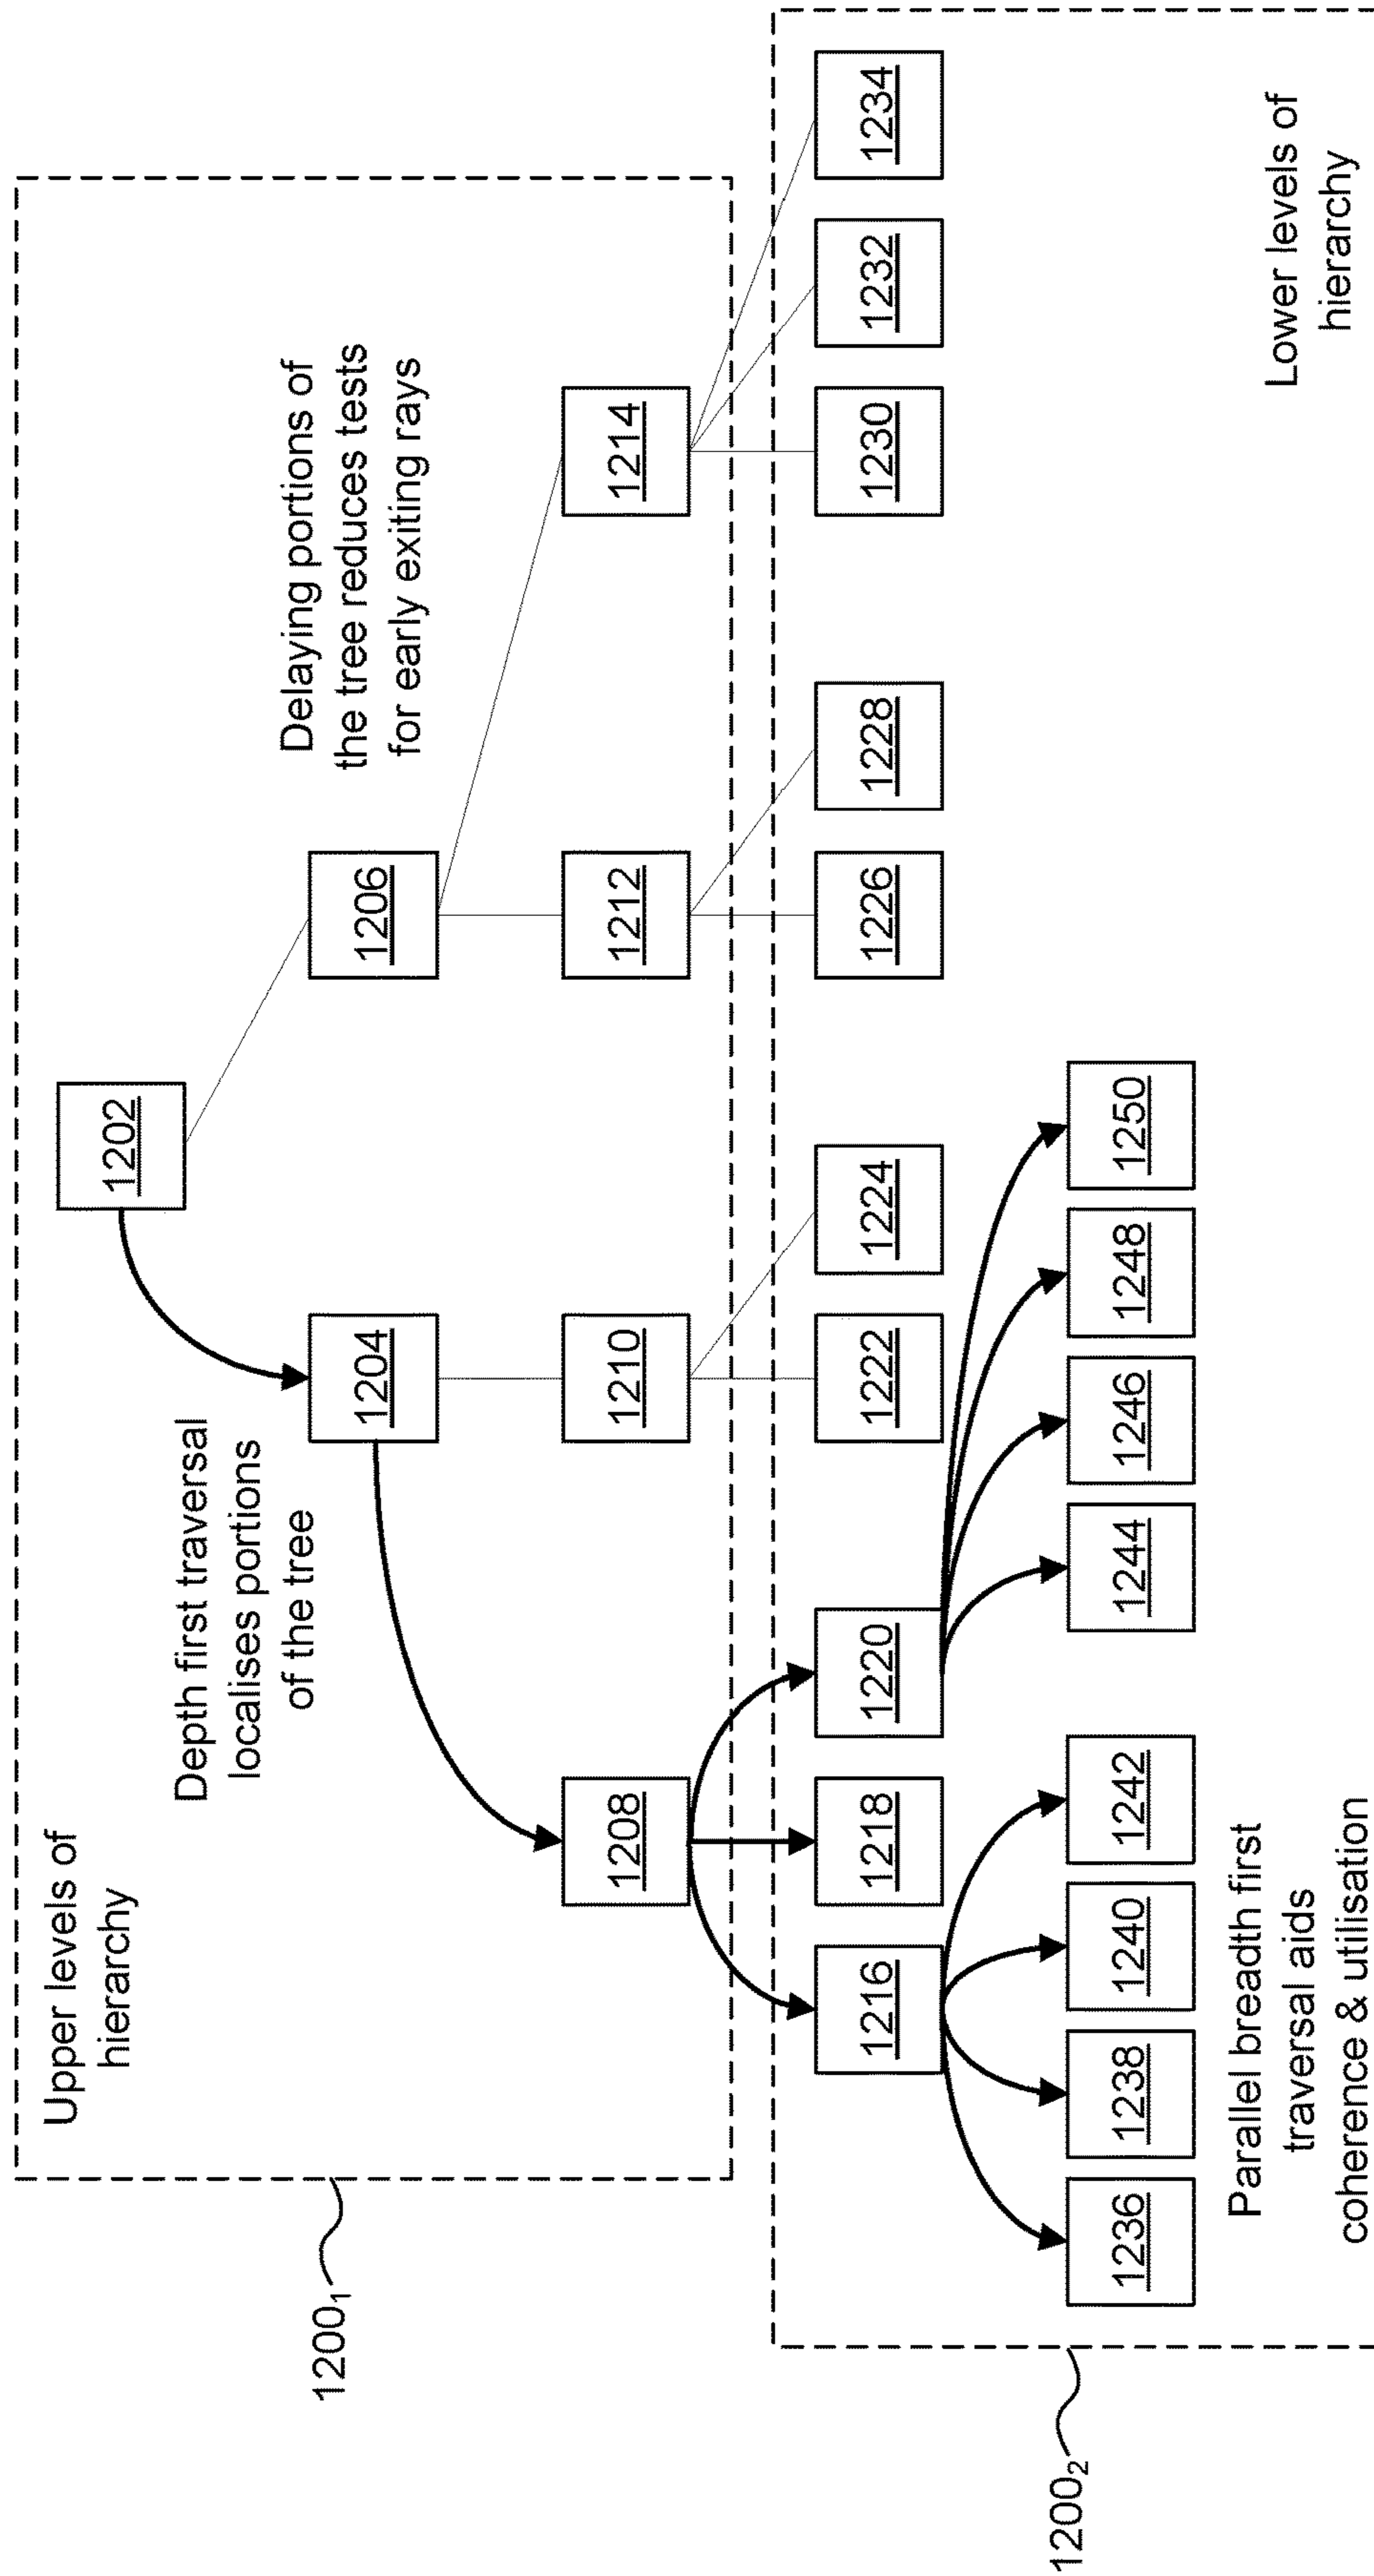 Upper levels of
hierarchy
1202
Depth first traversal
localises portions
of the tree
1204
1206
Delaying portions of
the tree reduces tests
for early exiting rays
1200₁
1208
1210
1212
1214
1216
1218
1220
1222
1224
1226
1228
1230
1232
1234
1200₂
1236
1238
1240
1242
1244
1246
1248
1250
Parallel breadth first
traversal aids
coherence & utilisation
Lower levels of
hierarchy